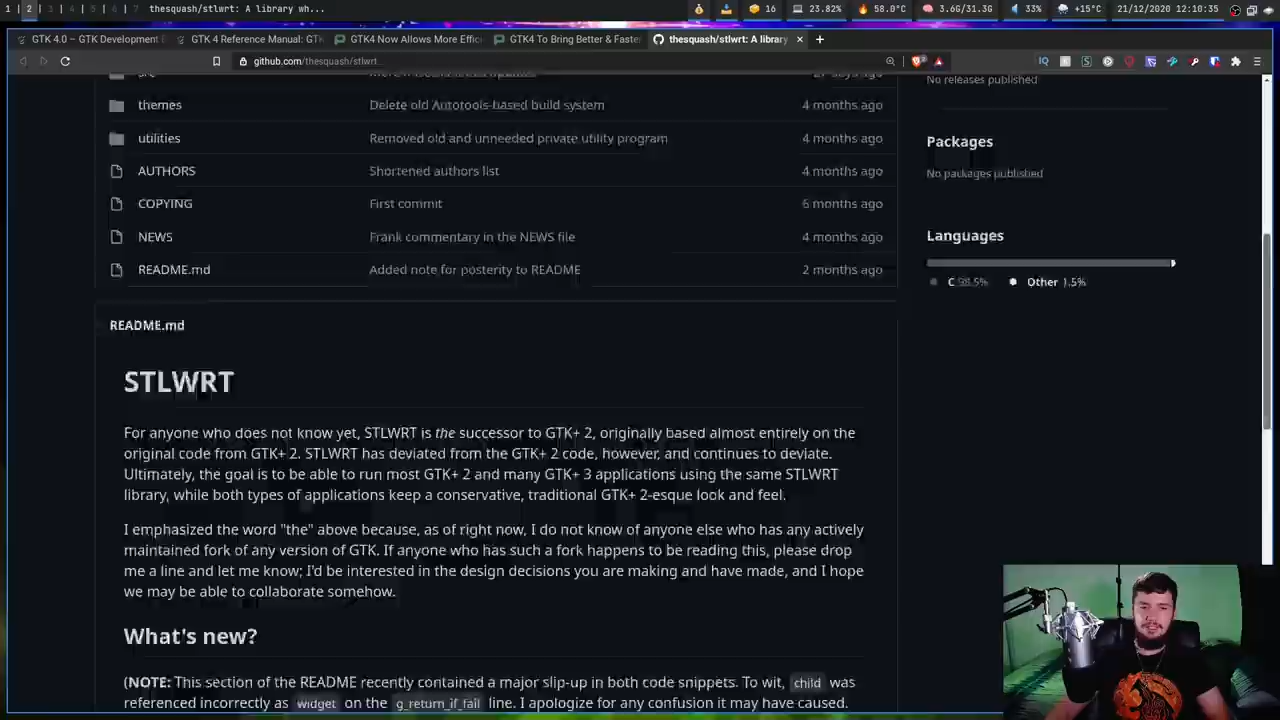 1 2 3 4 5 6 7 thesquash/stlwrt: A library wh... 16 23.82% 58.0°C 3.6G/31.3G 33% +15°C 21/12/2020 12:10:35
GTK 4.0 – GTK Development GTK 4 Reference Manual: GTK GTK4 Now Allows More Effic GTK4 To Bring Better & Faster thesquash/stlwrt: A library
github.com/thesquash/stlwrt
No releases published
themes Delete old Autotools-based build system 4 months ago
utilities Removed old and unneeded private utility program 4 months ago
Packages
AUTHORS Shortened authors list 4 months ago
No packages published
COPYING First commit 6 months ago
NEWS Frank commentary in the NEWS file 4 months ago
Languages
README.md Added note for posterity to README 2 months ago
C 98.5% Other 1.5%
README.md
STLWRT
For anyone who does not know yet, STLWRT is the successor to GTK+ 2, originally based almost entirely on the
original code from GTK+ 2. STLWRT has deviated from the GTK+ 2 code, however, and continues to deviate.
Ultimately, the goal is to be able to run most GTK+ 2 and many GTK+ 3 applications using the same STLWRT
library, while both types of applications keep a conservative, traditional GTK+ 2-esque look and feel.
I emphasized the word "the" above because, as of right now, I do not know of anyone else who has any actively
maintained fork of any version of GTK. If anyone who has such a fork happens to be reading this, please drop
me a line and let me know; I'd be interested in the design decisions you are making and have made, and I hope
we may be able to collaborate somehow.
What's new?
(NOTE: This section of the README recently contained a major slip-up in both code snippets. To wit, child was
referenced incorrectly as widget on the g_return_if_fail line. I apologize for any confusion it may have caused.